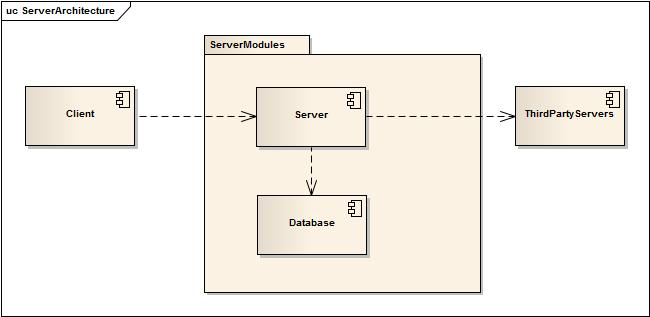 uc ServerArchitecture
ServerModules
Client
Server
ThirdPartyServers
Database